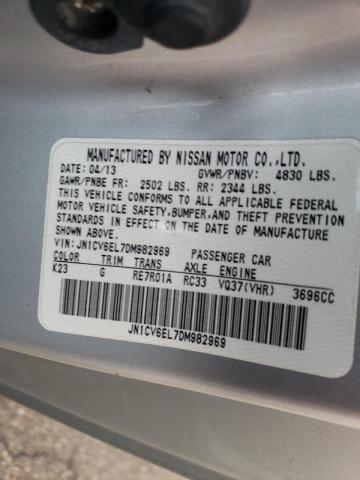 MANUFACTURED BY NISSAN MOTOR CO.,LTD.
DATE: 04/13 GVWR/PNBV: 4830 LBS.
GAWR/PNBE FR: 2502 LBS. RR: 2344 LBS.
THIS VEHICLE CONFORMS TO ALL APPLICABLE FEDERAL
MOTOR VEHICLE SAFETY,BUMPER,AND THEFT PREVENTION
STANDARDS IN EFFECT ON THE DATE OF MANUFACTURE
SHOWN ABOVE.
VIN:JN1CV6EL7DM982969 PASSENGER CAR
COLOR TRIM TRANS AXLE ENGINE
K23 G RE7R01A RC33 VQ37(VHR) 3696CC
JN1CV6EL7DM982969